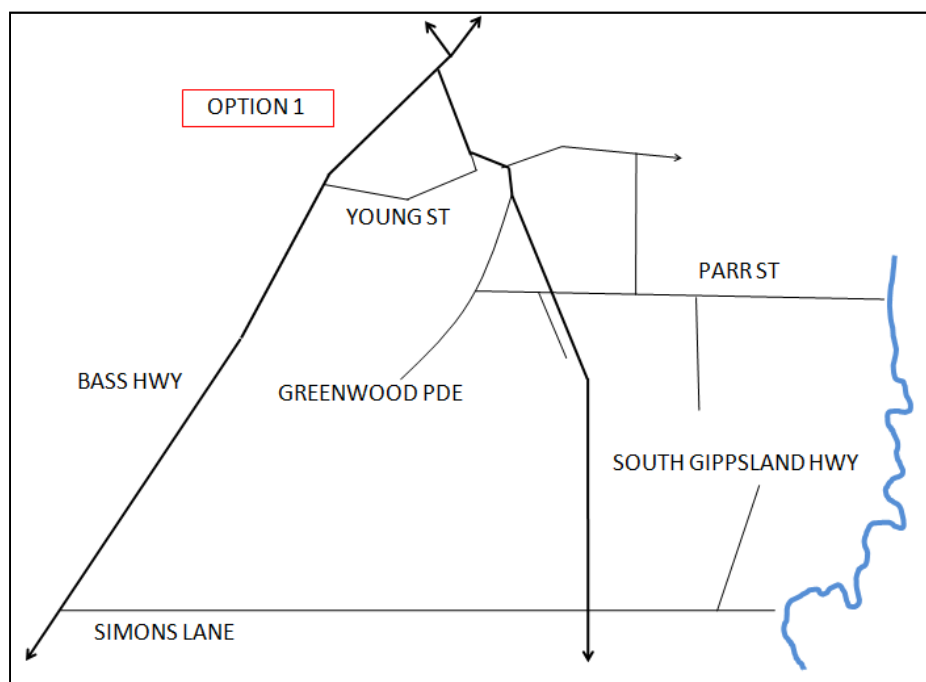 OPTION 1
YOUNG ST
PARR ST
BASS HWY
GREENWOOD PDE
SOUTH GIPPSLAND HWY
SIMONS LANE